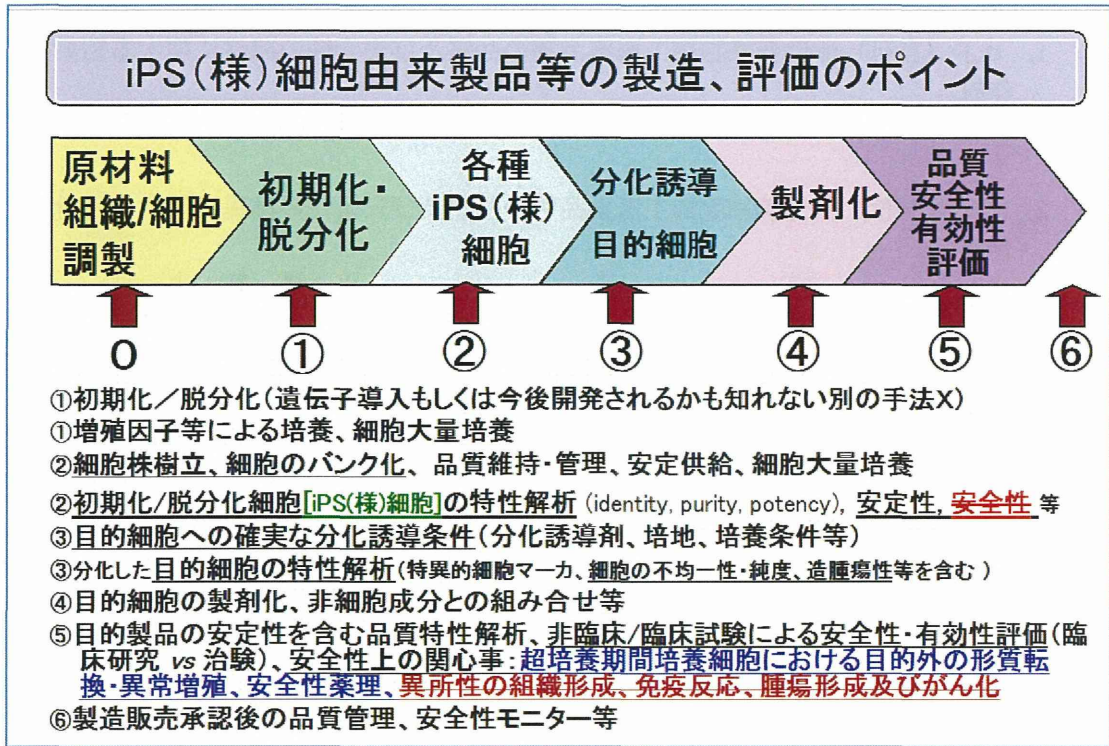 iPS(様)細胞由来製品等の製造、評価のポイント
原材料
組織/細胞
調製
初期化・
脱分化
各種
iPS(様)
細胞
分化誘導
目的細胞
製剤化
品質
安全性
有効性
評価
0
①
②
③
④
⑤
⑥
①初期化／脱分化(遺伝子導入もしくは今後開発されるかも知れない別の手法X)
①増殖因子等による培養、細胞大量培養
②細胞株樹立、細胞のバンク化、 品質維持・管理、安定供給、細胞大量培養
②初期化/脱分化細胞[iPS(様)細胞]の特性解析 (identity, purity, potency), 安定性, 安全性 等
③目的細胞への確実な分化誘導条件(分化誘導剤、培地、培養条件等)
③分化した目的細胞の特性解析(特異的細胞マーカ、細胞の不均一性・純度、造腫瘍性等を含む )
④目的細胞の製剤化、非細胞成分との組み合せ等
⑤目的製品の安定性を含む品質特性解析、非臨床/臨床試験による安全性・有効性評価(臨
床研究 vs 治験)、安全性上の関心事:超培養期間培養細胞における目的外の形質転
換・異常増殖、安全性薬理、異所性の組織形成、免疫反応、腫瘍形成及びがん化
⑥製造販売承認後の品質管理、安全性モニター等